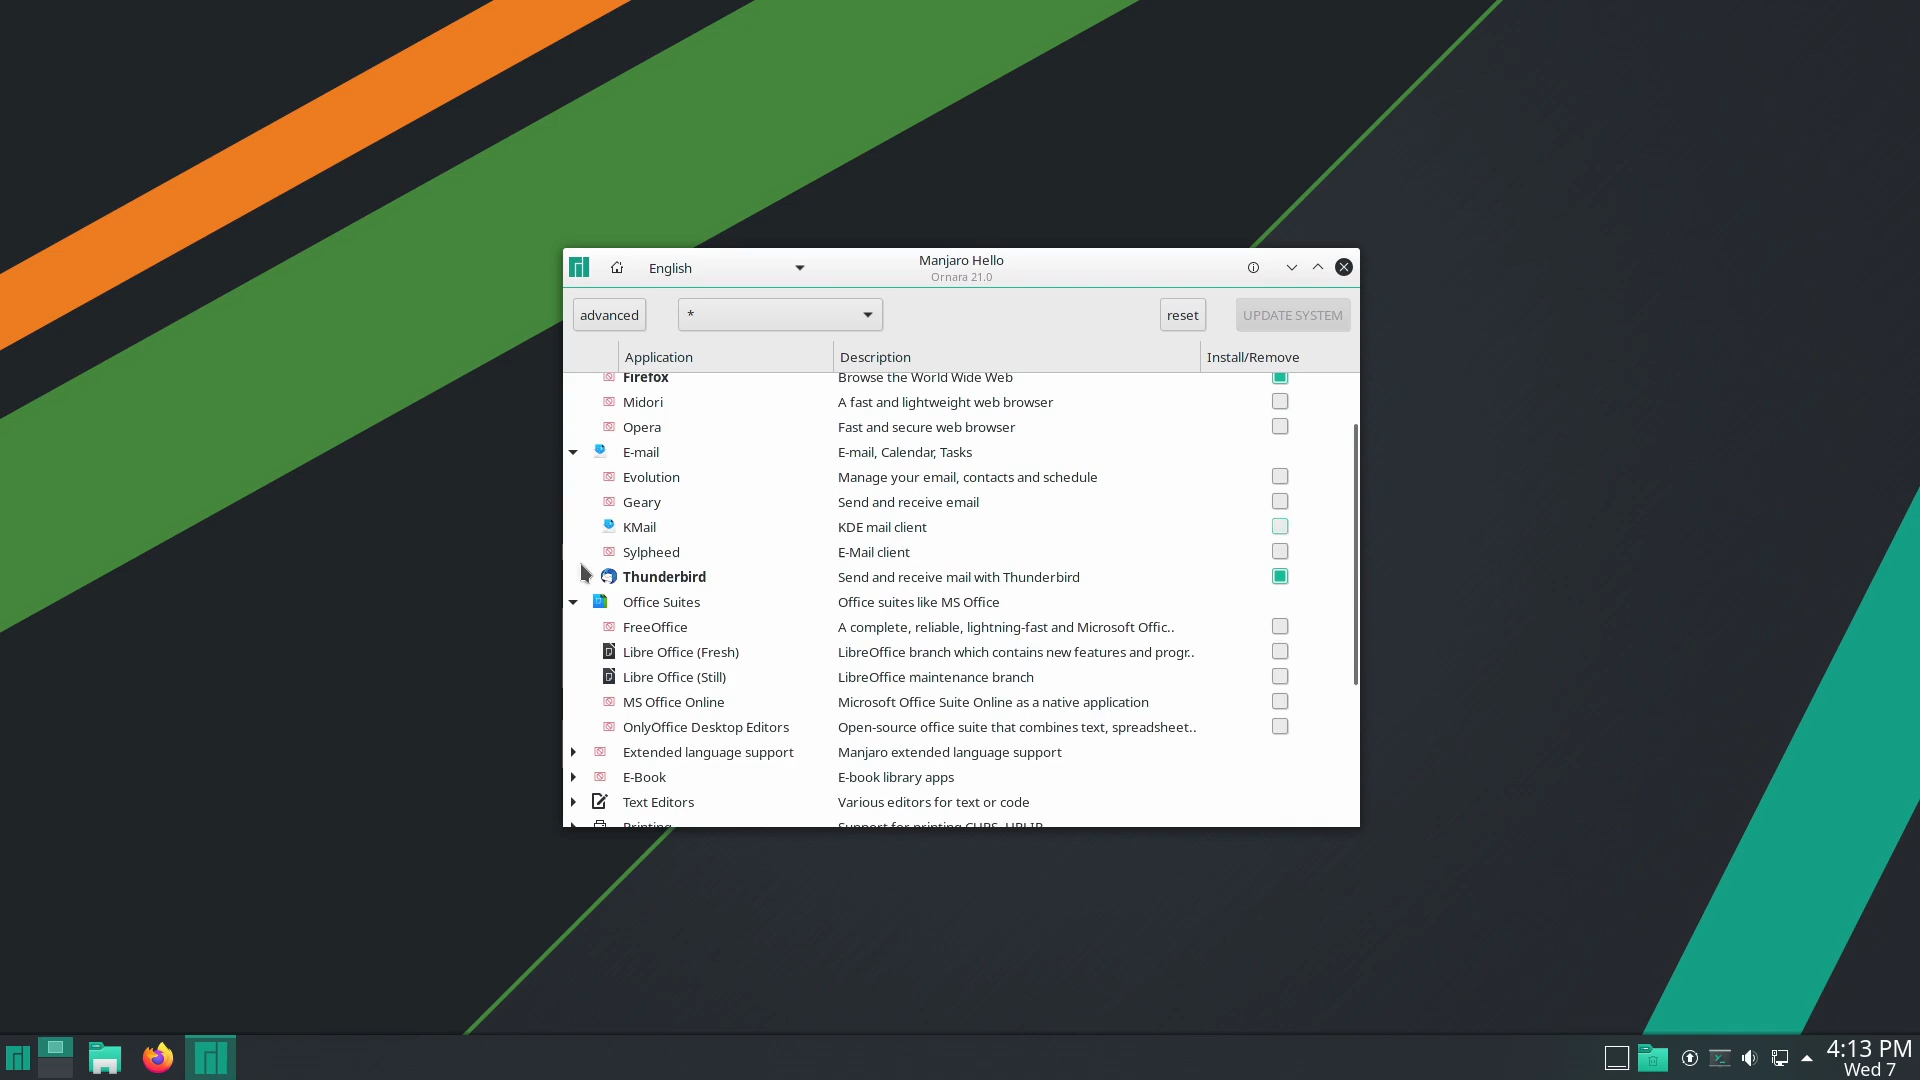 English
Manjaro Hello
Ornara 21.0
advanced
*
reset
UPDATE SYSTEM
Application Description Install/Remove
Firefox Browse the World Wide Web
Midori A fast and lightweight web browser
Opera Fast and secure web browser
E-mail E-mail, Calendar, Tasks
Evolution Manage your email, contacts and schedule
Geary Send and receive email
KMail KDE mail client
Sylpheed E-Mail client
Thunderbird Send and receive mail with Thunderbird
Office Suites Office suites like MS Office
FreeOffice A complete, reliable, lightning-fast and Microsoft Offic..
Libre Office (Fresh) LibreOffice branch which contains new features and progr..
Libre Office (Still) LibreOffice maintenance branch
MS Office Online Microsoft Office Suite Online as a native application
OnlyOffice Desktop Editors Open-source office suite that combines text, spreadsheet..
Extended language support Manjaro extended language support
E-Book E-book library apps
Text Editors Various editors for text or code
Printing Support for printing CUPS, HPLIP
4:13 PM
Wed 7